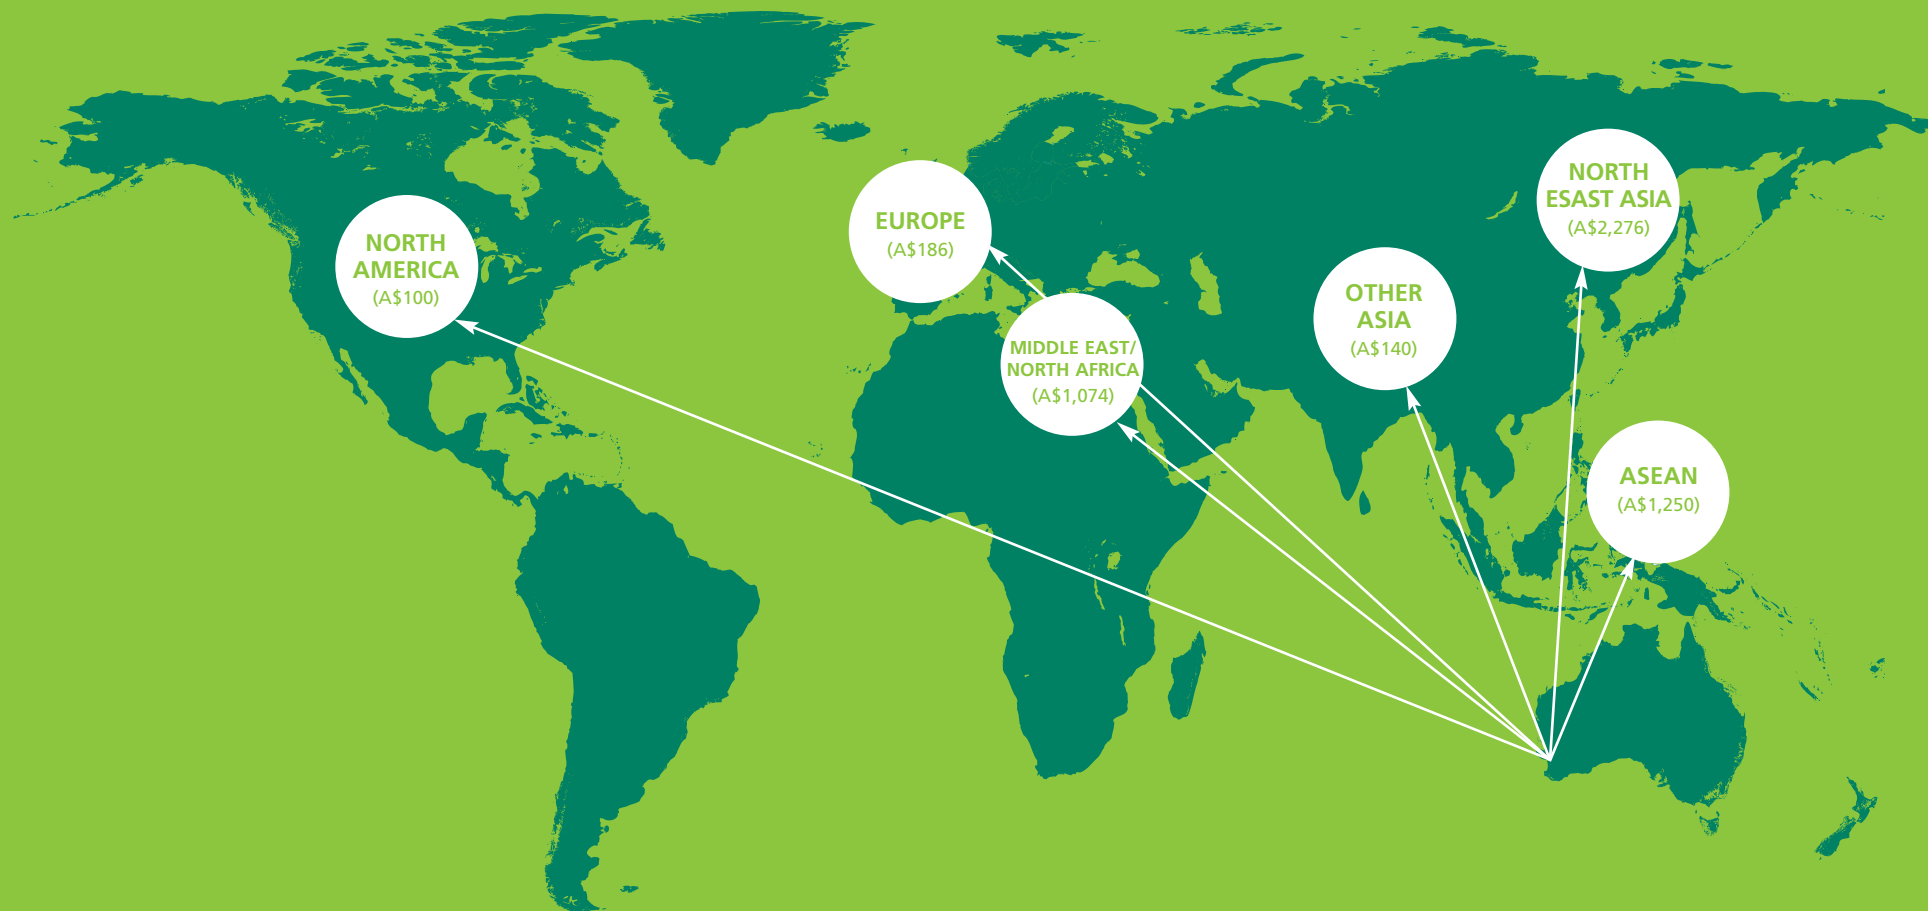 NORTH
AMERICA
(A$100)
EUROPE
(A$186)
MIDDLE EAST/
NORTH AFRICA
(A$1,074)
OTHER
ASIA
(A$140)
NORTH
ESAST ASIA
(A$2,276)
ASEAN
(A$1,250)